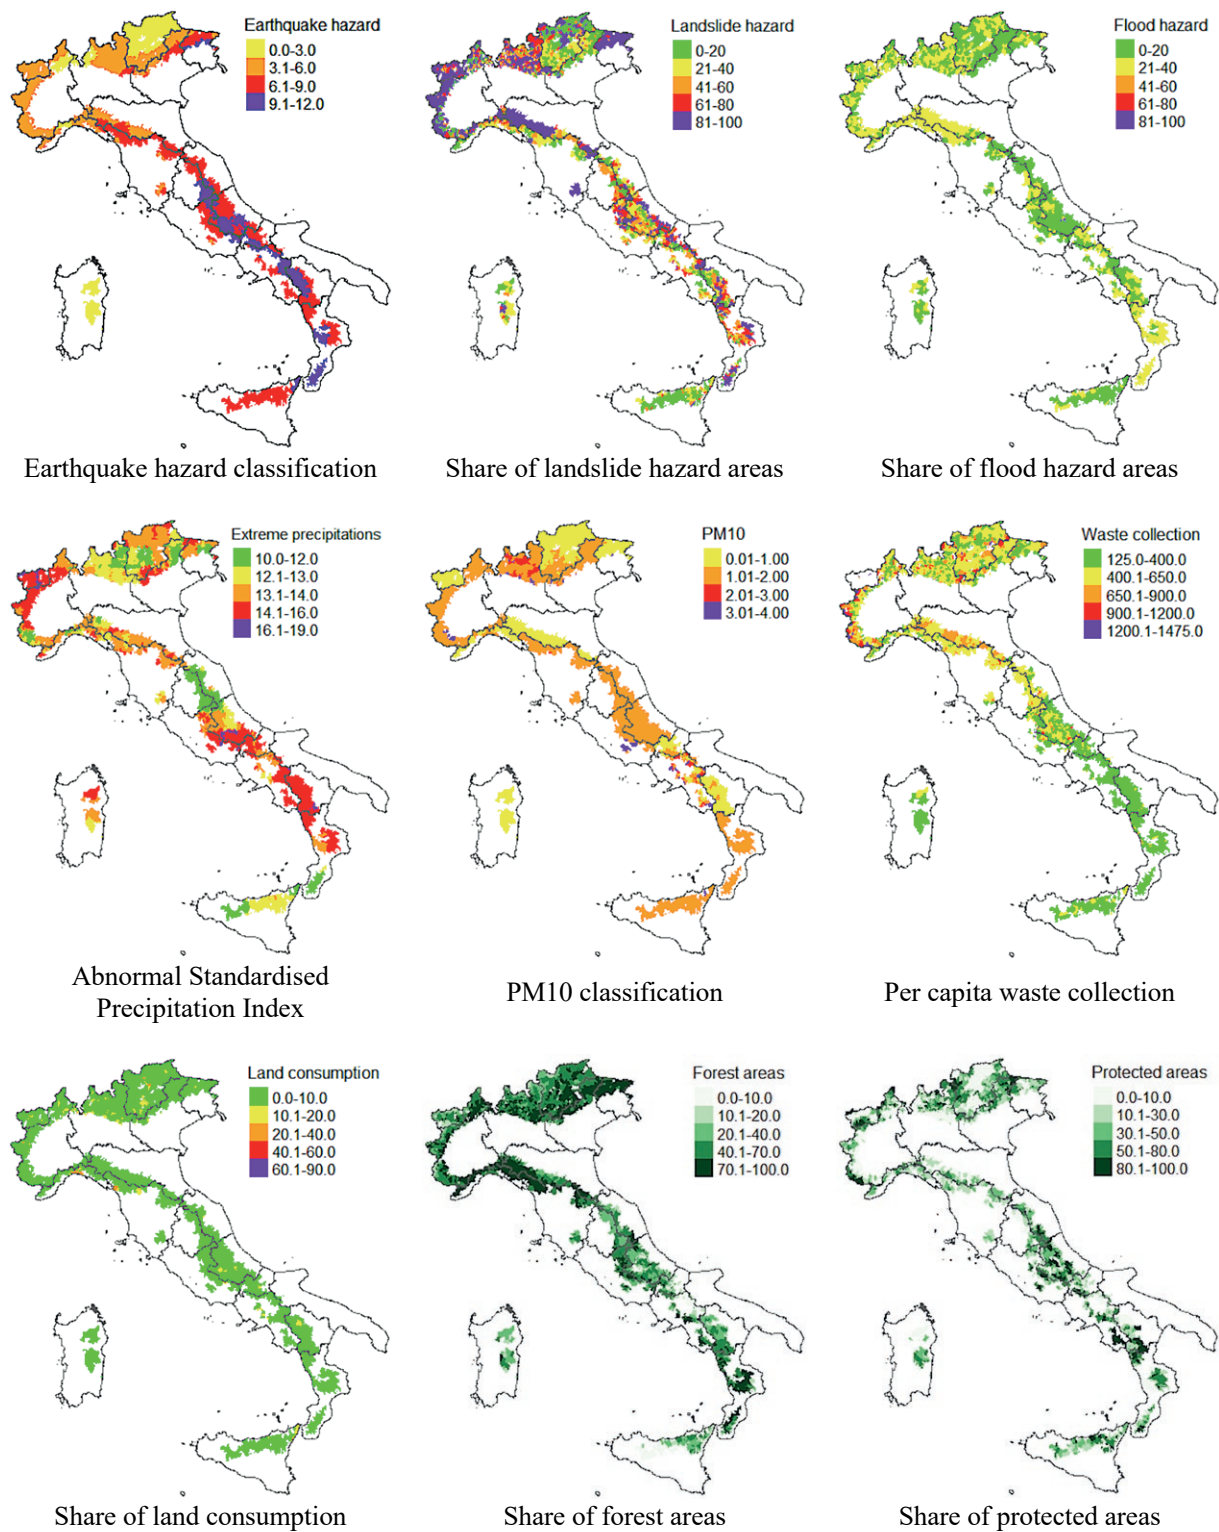 Earthquake hazard
0.0-3.0
3.1-6.0
6.1-9.0
9.1-12.0
Landslide hazard
0-20
21-40
41-60
61-80
81-100
Flood hazard
0-20
21-40
41-60
61-80
81-100
Earthquake hazard classification
Share of landslide hazard areas
Share of flood hazard areas
Extreme precipitations
10.0-12.0
12.1-13.0
13.1-14.0
14.1-16.0
16.1-19.0
PM10
0.01-1.00
1.01-2.00
2.01-3.00
3.01-4.00
Waste collection
125.0-400.0
400.1-650.0
650.1-900.0
900.1-1200.0
1200.1-1475.0
Abnormal Standardised
Precipitation Index
PM10 classification
Per capita waste collection
Land consumption
0.0-10.0
10.1-20.0
20.1-40.0
40.1-60.0
60.1-90.0
Forest areas
0.0-10.0
10.1-20.0
20.1-40.0
40.1-70.0
70.1-100.0
Protected areas
0.0-10.0
10.1-30.0
30.1-50.0
50.1-80.0
80.1-100.0
Share of land consumption
Share of forest areas
Share of protected areas